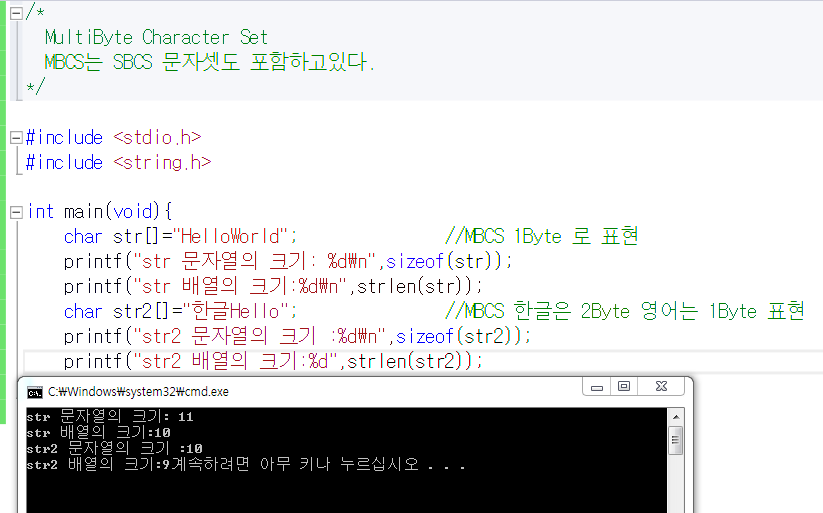 /*
MultiByte Character Set
MBCS는 SBCS 문자셋도 포함하고있다.
*/
#include <stdio.h>
#include <string.h>
int main(void){
char str[]="HelloWorld"; //MBCS 1Byte 로 표현
printf("str 문자열의 크기: %d₩n",sizeof(str));
printf("str 배열의 크기:%d₩n",strlen(str));
char str2[]="한글Hello"; //MBCS 한글은 2Byte 영어는 1Byte 표현
printf("str2 문자열의 크기 :%d₩n",sizeof(str2));
printf("str2 배열의 크기:%d",strlen(str2));
C:₩Windows₩system32₩cmd.exe
str 문자열의 크기: 11
str 배열의 크기:10
str2 문자열의 크기 :10
str2 배열의 크기:9계속하려면 아무 키나 누르십시오 . . .